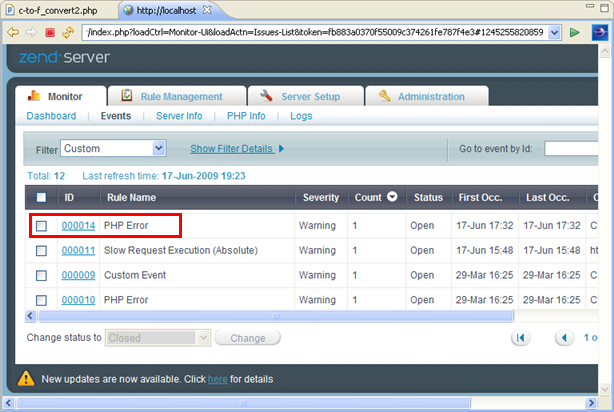 c-to-f_convert2.php http://localhost
/index.php?loadCtrl=Monitor-Ui&loadActn=Issues-List&token=fb883a0370f55009c374261fe787f4e3#1245255820859
zend Server
Monitor Rule Management Server Setup Administration
Dashboard Events Server Info PHP Info Logs
Filter Custom Show Filter Details Go to event by Id:
Total: 12 Last refresh time: 17-Jun-2009 19:23
ID Rule Name Severity Count Status First Occ. Last Occ. C
000014 PHP Error Warning 1 Open 17-Jun 17:32 17-Jun 17:32 C
000011 Slow Request Execution (Absolute) Warning 1 Open 17-Jun 15:48 17-Jun 15:48 ht
000009 Custom Event Warning 1 Open 29-Mar 16:25 29-Mar 16:25 C
000010 PHP Error Warning 1 Open 29-Mar 16:25 29-Mar 16:25 C
Change status to Closed Change 1 o
New updates are now available. Click here for details